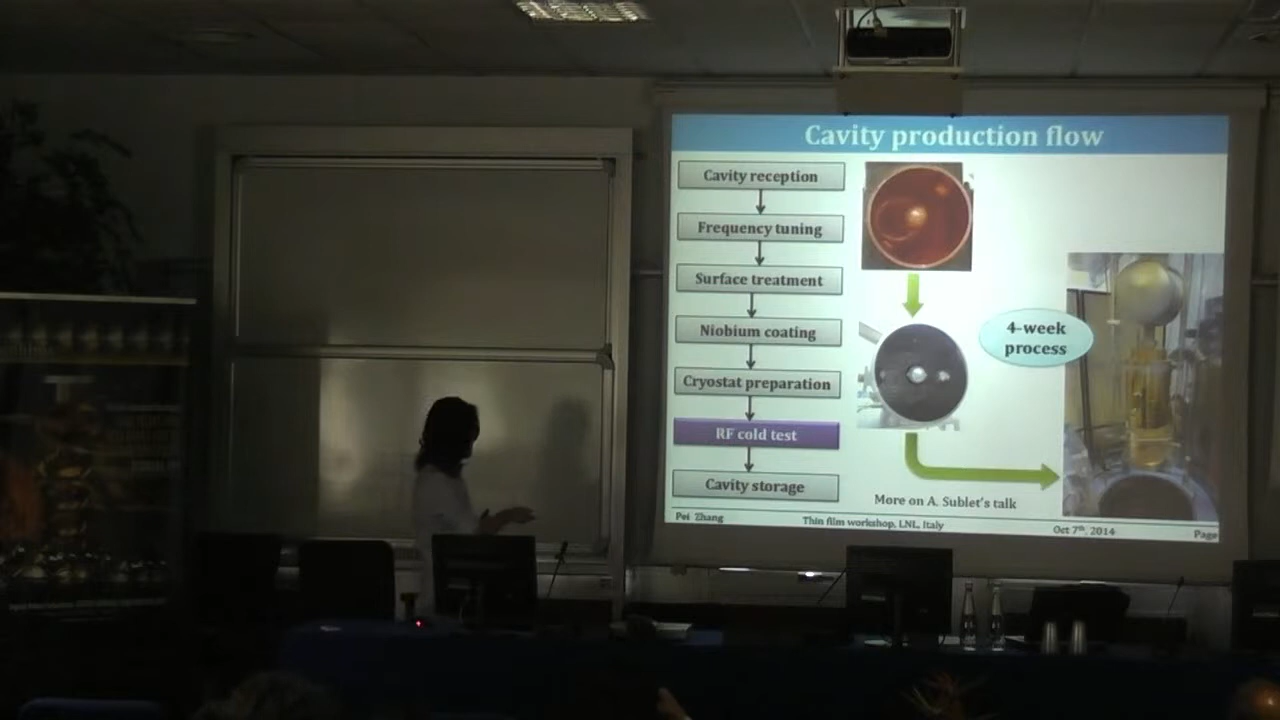 Cavity production flow
Cavity reception
Frequency tuning
Surface treatment
Niobium coating
Cryostat preparation
RF cold test
Cavity storage
4-week
process
More on A. Sublet's talk
Pei Zhang
Thin film workshop, LNL, Italy
Oct 7th, 2014
Page